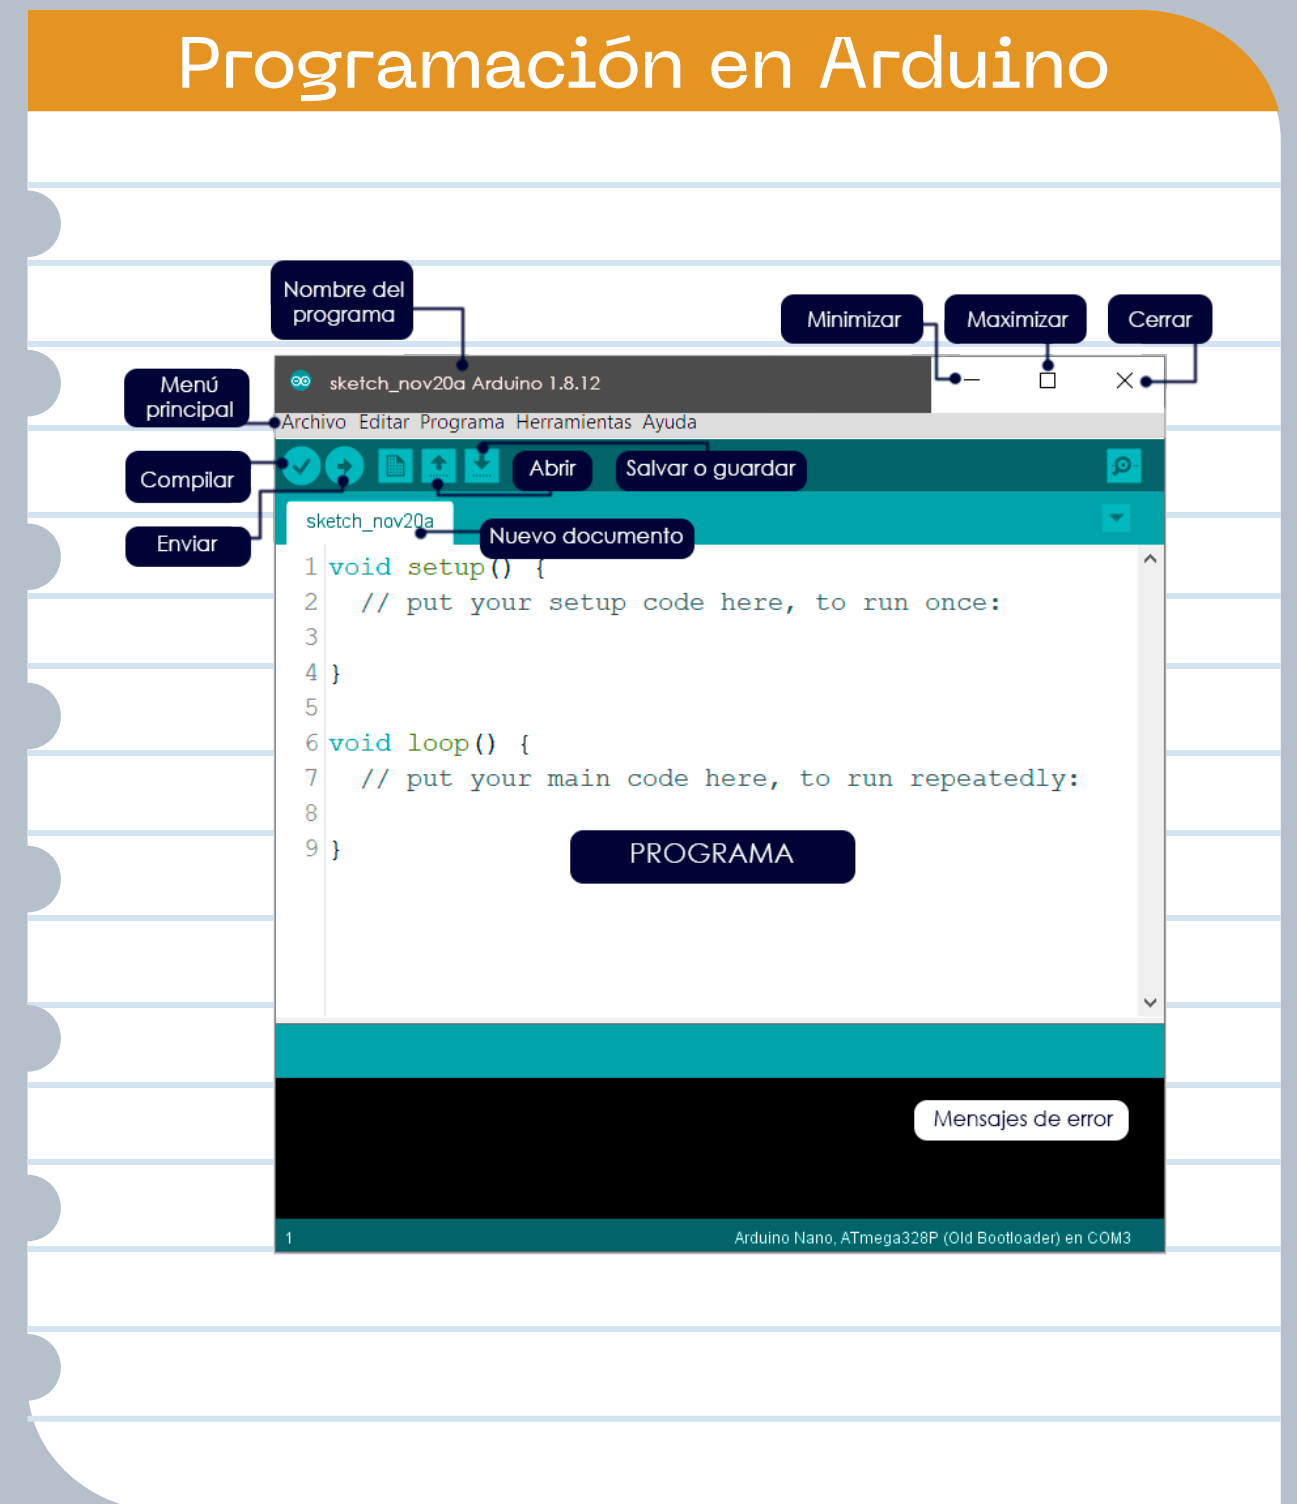 Programación en Arduino
Nombre del
programa
Minimizar
Maximizar
Cerrar
Menú
principal
sketch_nov20a Arduino 1.8.12
Archivo Editar Programa Herramientas Ayuda
Compilar
Abrir
Salvar o guardar
Enviar
sketch_nov20a
Nuevo documento
1 void setup() {
2 // put your setup code here, to run once:
3
4 }
5
6 void loop() {
7 // put your main code here, to run repeatedly:
8
9 }
PROGRAMA
Mensajes de error
1
Arduino Nano, ATmega328P (Old Bootloader) en COM3